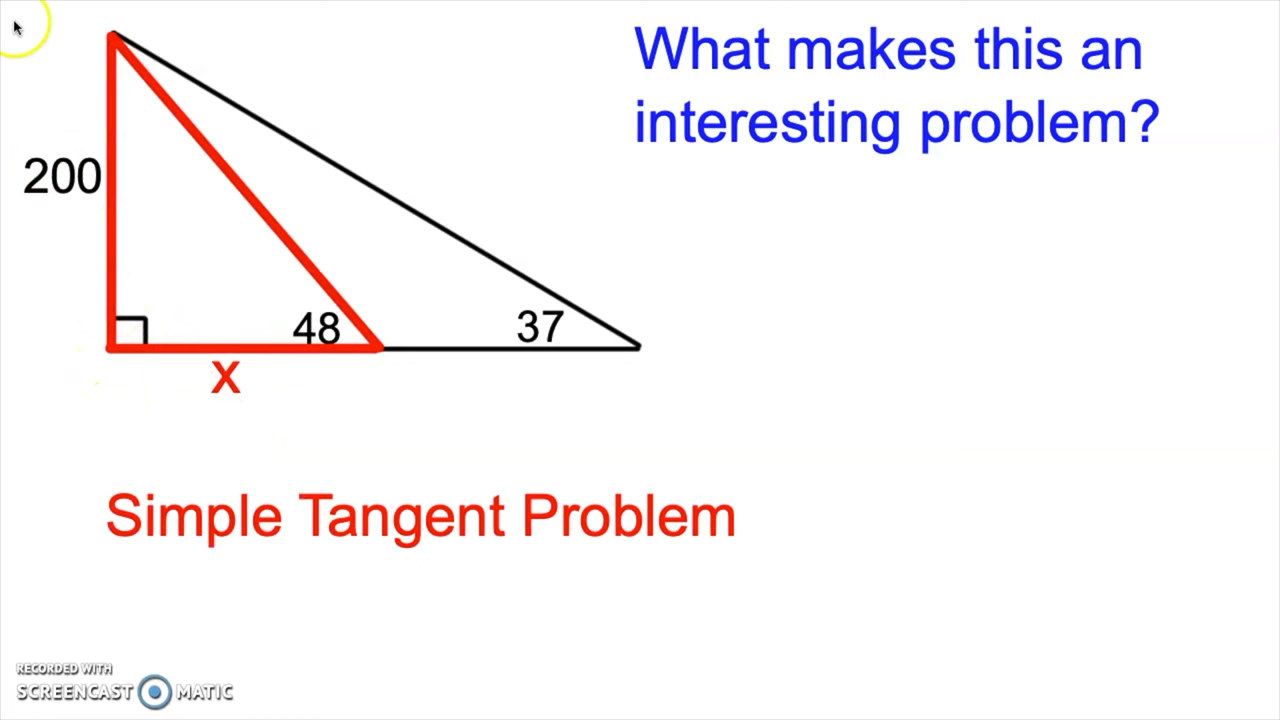 What makes this an
interesting problem?
200
48
37
x
Simple Tangent Problem
RECORDED WITH
SCREENCAST MATIC